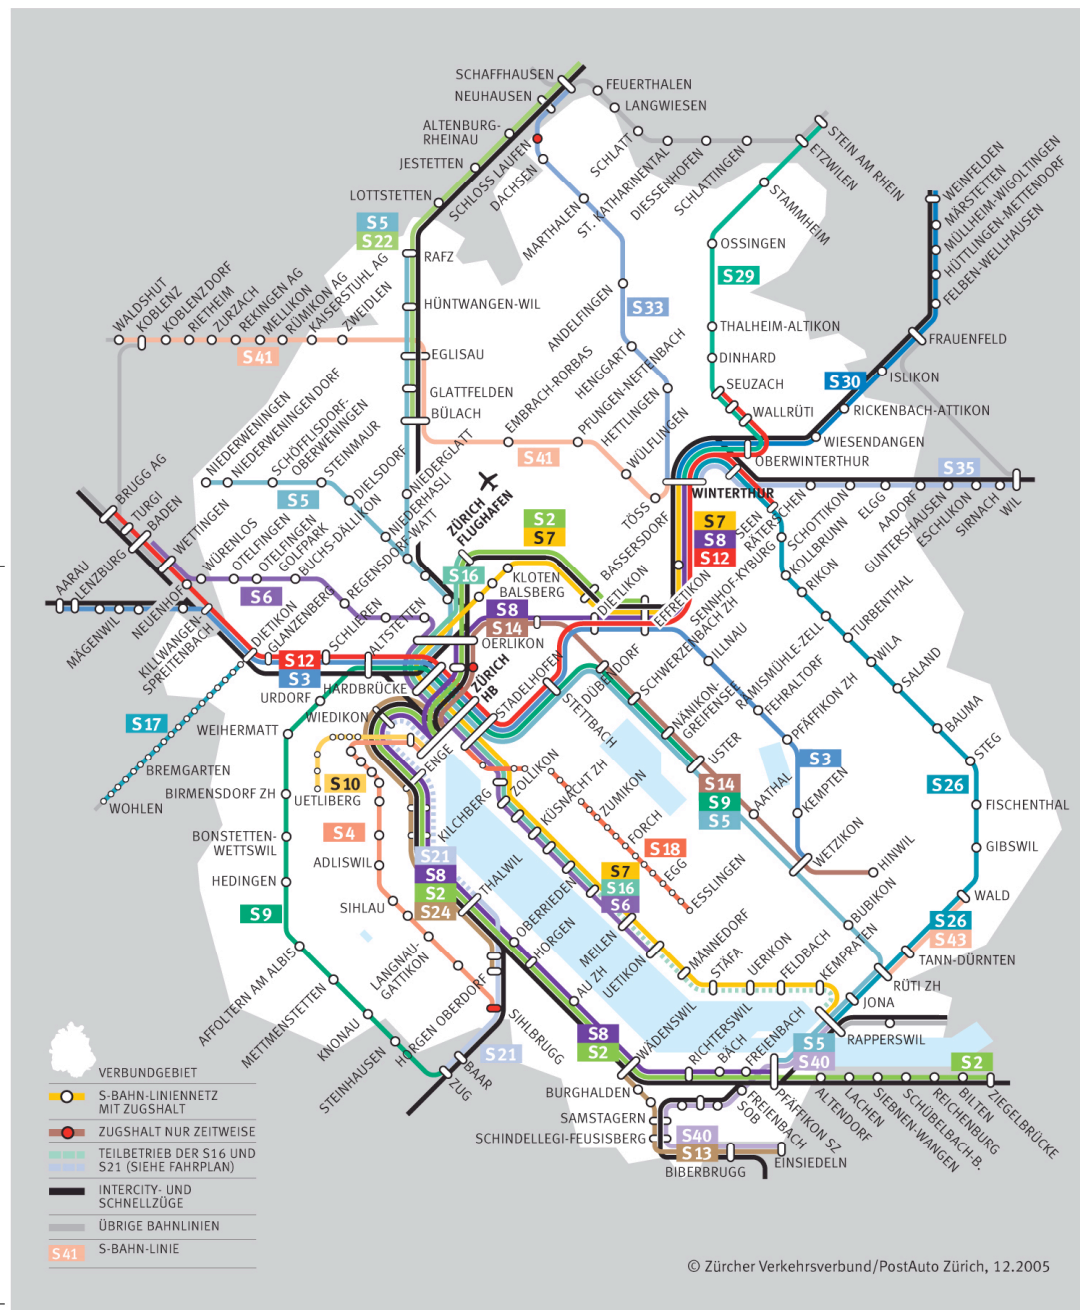 SCHAFFHAUSEN
NEUHAUSEN
FEUERTHALEN
LANGWIESEN
ALTENBURG-
RHEINAU
JESTETTEN
LOTTSTETTEN
SCHLOSS LAUFEN
DACHSEN
MARTHALEN
SCHLATT
ST. KATHARINENTAL
DIESSENHOFEN
SCHLATTINGEN
STEIN AM RHEIN
ETZWILEN
STAMMHEIM
OSSINGEN
S29
THALHEIM-ALTIKON
DINHARD
SEUZACH
WALLRÜTI
WEINFELDEN
MÄRSTETTEN
MÜLLHEIM-WIGOLTINGEN
HÜTTLINGEN-METTENDORF
FELBEN-WELLHAUSEN
FRAUENFELD
ISLIKON
S30
RICKENBACH-ATTIKON
WIESENDANGEN
OBERWINTERTHUR
S35
WINTERTHUR
S5
S22
RAFZ
HÜNTWANGEN-WIL
EGLISAU
GLATTFELDEN
BÜLACH
S33
ANDELFINGEN
HENGGART
HETTLINGEN
EMBRACH-RORBAS
PFUNGEN-NEFTENBACH
WÜLFLINGEN
TÖSS
S41
WALDSHUT
KOBLENZ
KOBLENZ DORF
RIETHEIM
ZURZACH
REKINGEN AG
MELLIKON
RÜMIKON AG
KAISERSTUHL AG
ZWEIDLEN
S41
NIEDERWENINGEN
NIEDERWENINGEN DORF
SCHÖFFLISDORF-
OBERWENINGEN
STEINMAUR
DIELSDORF
S5
NIEDERGLATT
NIEDERHASLI
BRUGG AG
TURGI
BADEN
WETTINGEN
WÜRENLOS
OTELFINGEN
OTELFINGEN
GOLFPARK
BUCHS-DÄLLIKON
REGENSDORF-WATT
S6
AARAU
LENZBURG
MÄGENWIL
NEUENHOF
KILLWANGEN-
SPREITENBACH
DIETIKON
GLANZENBERG
SCHLIEREN
ALTSTETTEN
S12
S3
HARDBRÜCKE
ZÜRICH
FLUGHAFEN
S16
S2
S7
KLOTEN
BALSBERG
S8
S14
OERLIKON
ZÜRICH
HB
STADELHOFEN
STETTBACH
DÜBENDORF
BASSERSDORF
DIETLIKON
EFFRETIKON
S7
S8
S12
SEEN
RÄTERSCHEN
SCHOTTIKON
ELGG
AADORF
GUNTERSHAUSEN
ESCHLIKON
SIRNACH
WIL
SENNHOF-KYBURG
KOLLBRUNN
RIKON
RÄMISMÜHLE-ZELL
TURBENTHAL
WILA
SALAND
BAUMA
STEG
FISCHENTHAL
GIBSWIL
WALD
S26
S26
S43
TANN-DÜRNTEN
RÜTI ZH
JONA
RAPPERSWIL
SCHWERZENBACH ZH
NÄNIKON-
GREIFENSEE
USTER
AATHAL
WETZIKON
HINWIL
BUBIKON
KEMPRATEN
ILLNAU
FEHRALTORF
PFÄFFIKON ZH
KEMPTEN
S3
S14
S9
S5
S17
BREMGARTEN
WOHLEN
URDORF
WEIHERMATT
BIRMENSDORF ZH
BONSTETTEN-
WETTSWIL
HEDINGEN
S9
AFFOLTERN AM ALBIS
METTMENSTETTEN
KNONAU
STEINHAUSEN
ZUG
BAAR
WIEDIKON
UETLIBERG
S10
S4
ADLISWIL
SIHLAU
LANGNAU-
GATTIKON
ENGE
KILCHBERG
S21
S8
S2
S24
THALWIL
OBERRIEDEN
HORGEN
AU ZH
HORGEN OBERDORF
SIHLBRUGG
S21
ZOLLIKON
KÜSNACHT ZH
ZUMIKON
FORCH
EGG
ESSLINGEN
S18
S7
S16
S6
MEILEN
UETIKON
MÄNNEDORF
STÄFA
UERIKON
FELDBACH
S8
S2
WÄDENSWIL
RICHTERSWIL
BÄCH
FREIENBACH
S5
S40
BURGHALDEN
SAMSTAGERN
SCHINDELLEGI-FEUSISBERG
BIBERBRUGG
S40
S13
FREIENBACH
SOB
EINSIEDELN
PFÄFFIKON SZ
ALTENDORF
LACHEN
SIEBNEN-WANGEN
SCHÜBELBACH-B.
REICHENBURG
BILTEN
ZIEGELBRÜCKE
S2
VERBUNDGEBIET
S-BAHN-LINIENNETZ
MIT ZUGSHALT
ZUGSHALT NUR ZEITWEISE
TEILBETRIEB DER S16 UND
S21 (SIEHE FAHRPLAN)
INTERCITY- UND
SCHNELLZÜGE
ÜBRIGE BAHNLINIEN
S41
S-BAHN-LINIE
© Zürcher Verkehrsverbund/PostAuto Zürich, 12.2005